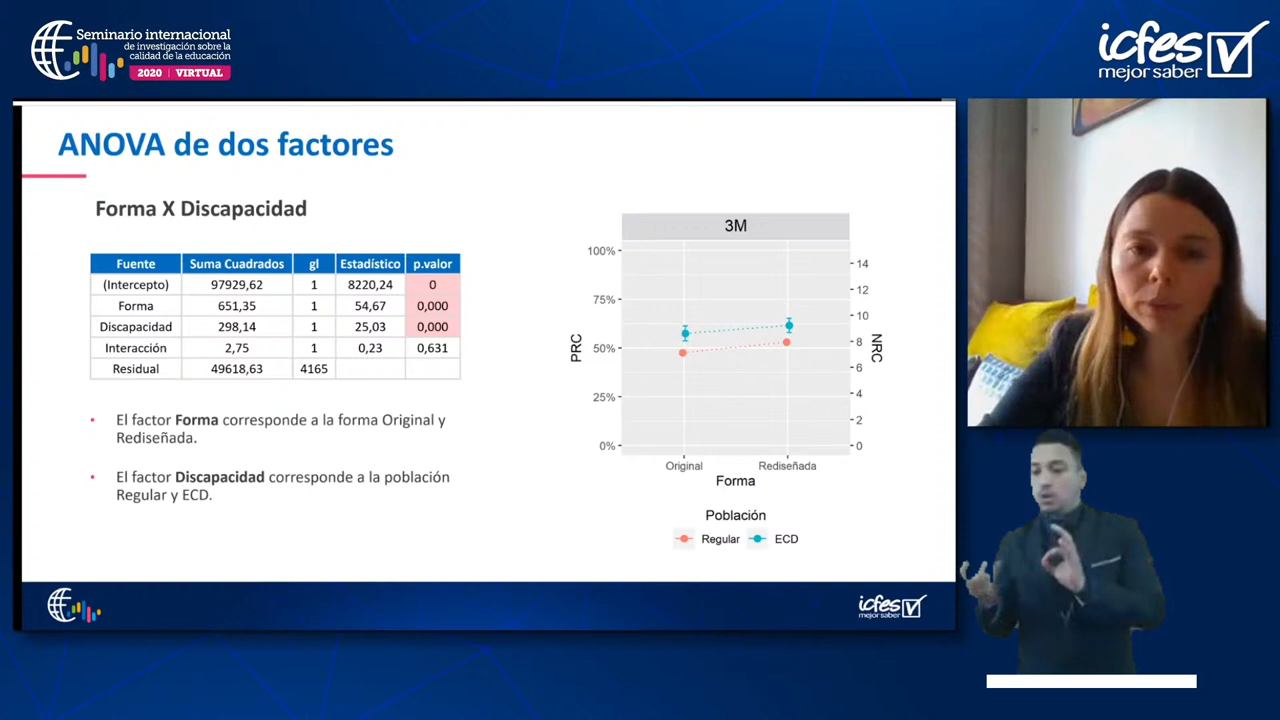 Seminario internacional
de investigación sobre la
calidad de la educación
2020 | VIRTUAL
icfes
mejor saber
ANOVA de dos factores
Forma X Discapacidad
Fuente Suma Cuadrados gl Estadístico p.valor
(Intercepto) 97929,62 1 8220,24 0
Forma 651,35 1 54,67 0,000
Discapacidad 298,14 1 25,03 0,000
Interacción 2,75 1 0,23 0,631
Residual 49618,63 4165
• El factor Forma corresponde a la forma Original y
Rediseñada.
• El factor Discapacidad corresponde a la población
Regular y ECD.
3M
100%
75%
50%
25%
0%
PRC
14
12
10
8
6
4
2
0
NRC
Original Rediseñada
Forma
Población
Regular ECD
icfes
mejor saber